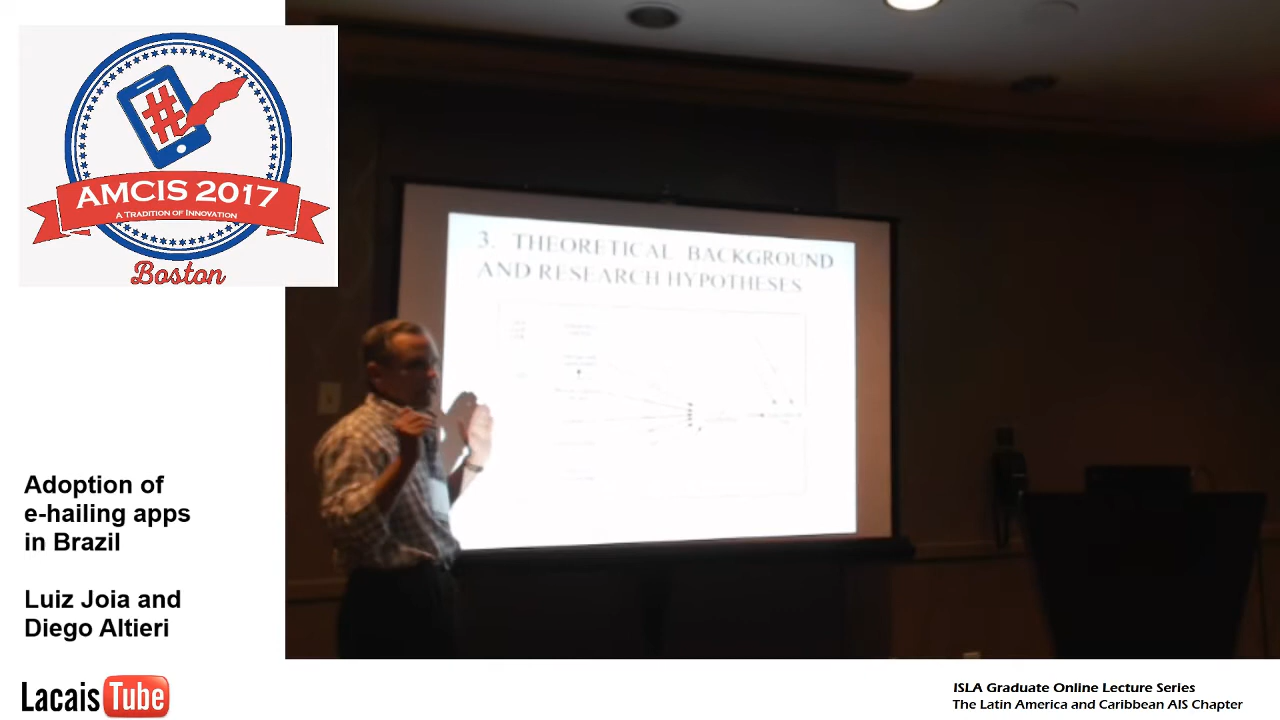 #
AMCIS 2017
A TRADITION OF INNOVATION
Boston
3. THEORETICAL BACKGROUND
AND RESEARCH HYPOTHESES
Adoption of
e-hailing apps
in Brazil
Luiz Joia and
Diego Altieri
LacaisTube
ISLA Graduate Online Lecture Series
The Latin America and Caribbean AIS Chapter